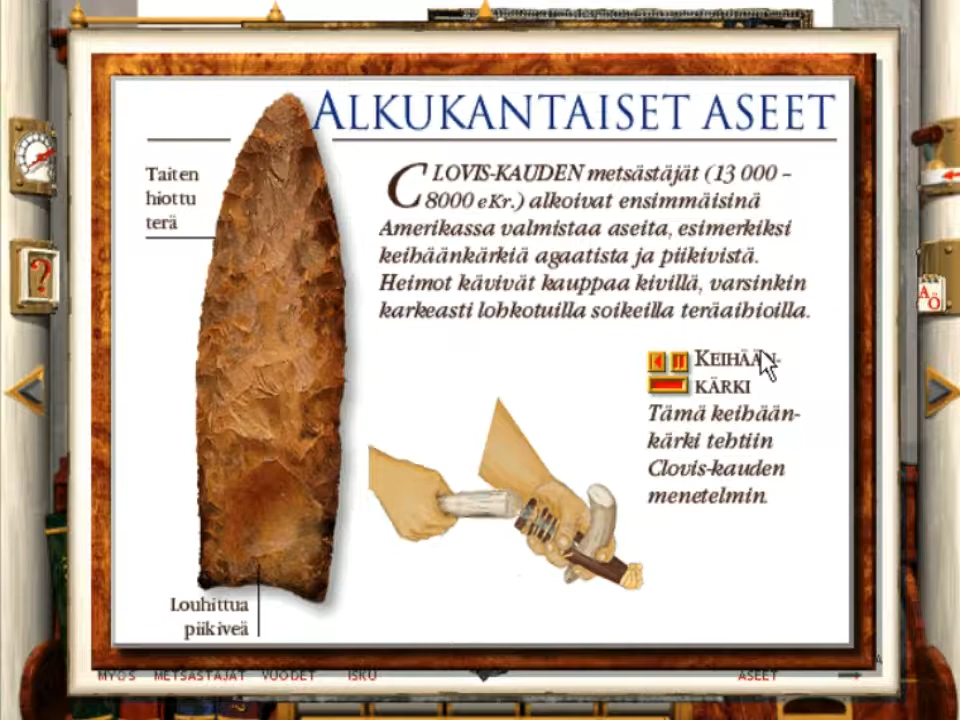 ALKUKANTAISET ASEET
Taiten
hiottu
terä
CLOVIS-KAUDEN metsästäjät (13 000 –
8000 eKr.) alkoivat ensimmäisinä
Amerikassa valmistaa aseita, esimerkiksi
keihäänkärkiä agaatista ja piikivistä.
Heimot kävivät kauppaa kivillä, varsinkin
karkeasti lohkotuilla soikeilla teräaihioilla.
KEIHÄÄN-
KÄRKI
Tämä keihään-
kärki tehtiin
Clovis-kauden
menetelmin.
Louhittua
piikiveä
?
A
Ö
MYÖS METSÄSTÄJÄT VUODET ISKU ASEET